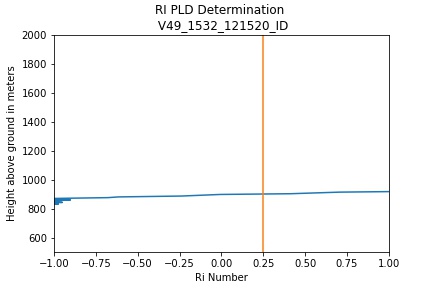 RI PLD Determination
V49_1532_121520_ID
2000
1800
1600
1400
1200
1000
800
600
Height above ground in meters
−1.00 −0.75 −0.50 −0.25 0.00 0.25 0.50 0.75 1.00
Ri Number